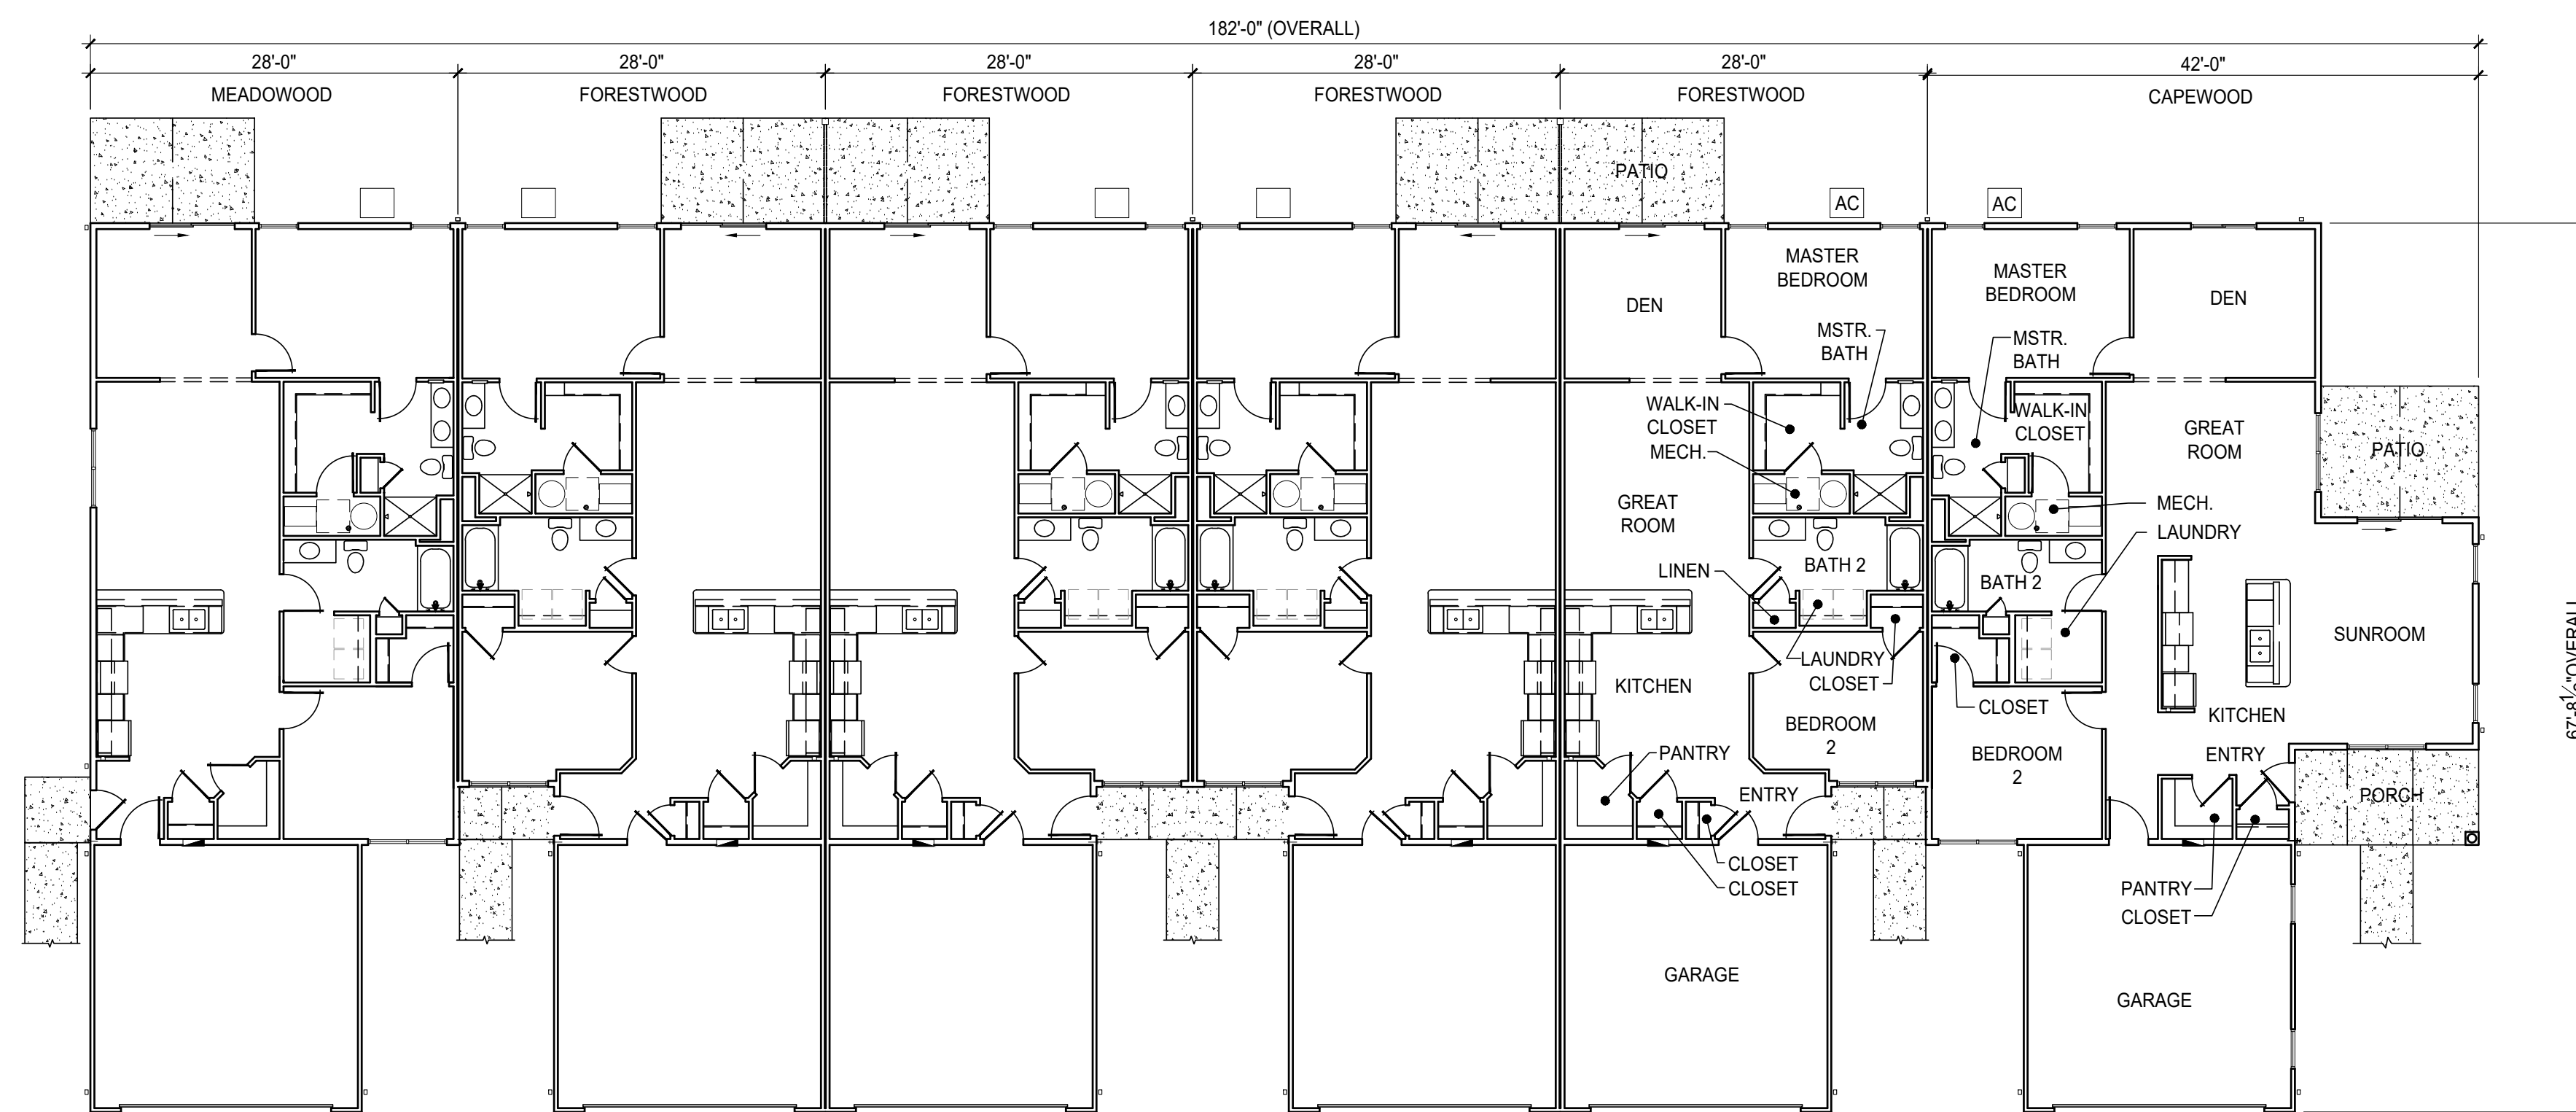 182'-0" (OVERALL)
28'-0"
28'-0"
28'-0"
28'-0"
28'-0"
42'-0"
MEADOWOOD
FORESTWOOD
FORESTWOOD
FORESTWOOD
FORESTWOOD
CAPEWOOD
PATIO
AC
AC
MASTER
BEDROOM
DEN
MSTR.
BATH
MASTER
BEDROOM
DEN
MSTR.
BATH
WALK-IN
CLOSET
MECH.
WALK-IN
CLOSET
GREAT
ROOM
PATIO
GREAT
ROOM
MECH.
LAUNDRY
LINEN
BATH 2
BATH 2
SUNROOM
LAUNDRY
CLOSET
KITCHEN
BEDROOM
2
CLOSET
KITCHEN
PANTRY
BEDROOM
2
ENTRY
ENTRY
PORCH
CLOSET
CLOSET
PANTRY
CLOSET
GARAGE
GARAGE